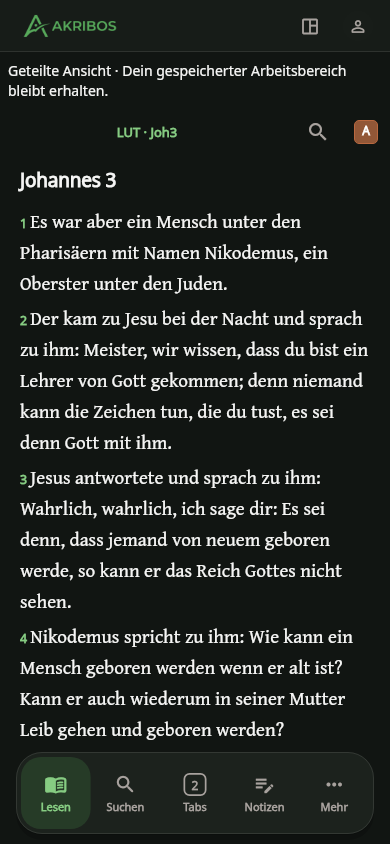 AKRIBOS
Geteilte Ansicht · Dein gespeicherter Arbeitsbereich
bleibt erhalten.
LUT · Joh3
A
Johannes 3
1 Es war aber ein Mensch unter den
Pharisäern mit Namen Nikodemus, ein
Oberster unter den Juden.
2 Der kam zu Jesu bei der Nacht und sprach
zu ihm: Meister, wir wissen, dass du bist ein
Lehrer von Gott gekommen; denn niemand
kann die Zeichen tun, die du tust, es sei
denn Gott mit ihm.
3 Jesus antwortete und sprach zu ihm:
Wahrlich, wahrlich, ich sage dir: Es sei
denn, dass jemand von neuem geboren
werde, so kann er das Reich Gottes nicht
sehen.
4 Nikodemus spricht zu ihm: Wie kann ein
Mensch geboren werden wenn er alt ist?
Kann er auch wiederum in seiner Mutter
Leib gehen und geboren werden?
2
Lesen Suchen Tabs Notizen Mehr